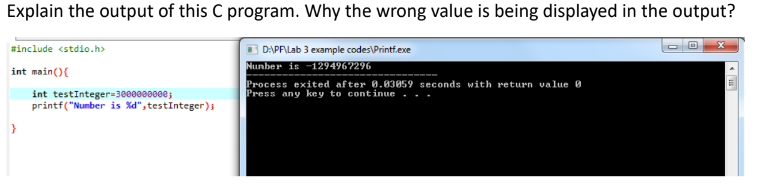 Explain the output of this C program. Why the wrong value is being displayed in the output?
#include <stdio.h>
int main(){
int testInteger=3000000000;
printf("Number is %d",testInteger);
}
D:\PF\Lab 3 example codes\Printf.exe
Number is -1294967296
--------------------------------
Process exited after 0.03059 seconds with return value 0
Press any key to continue . . .